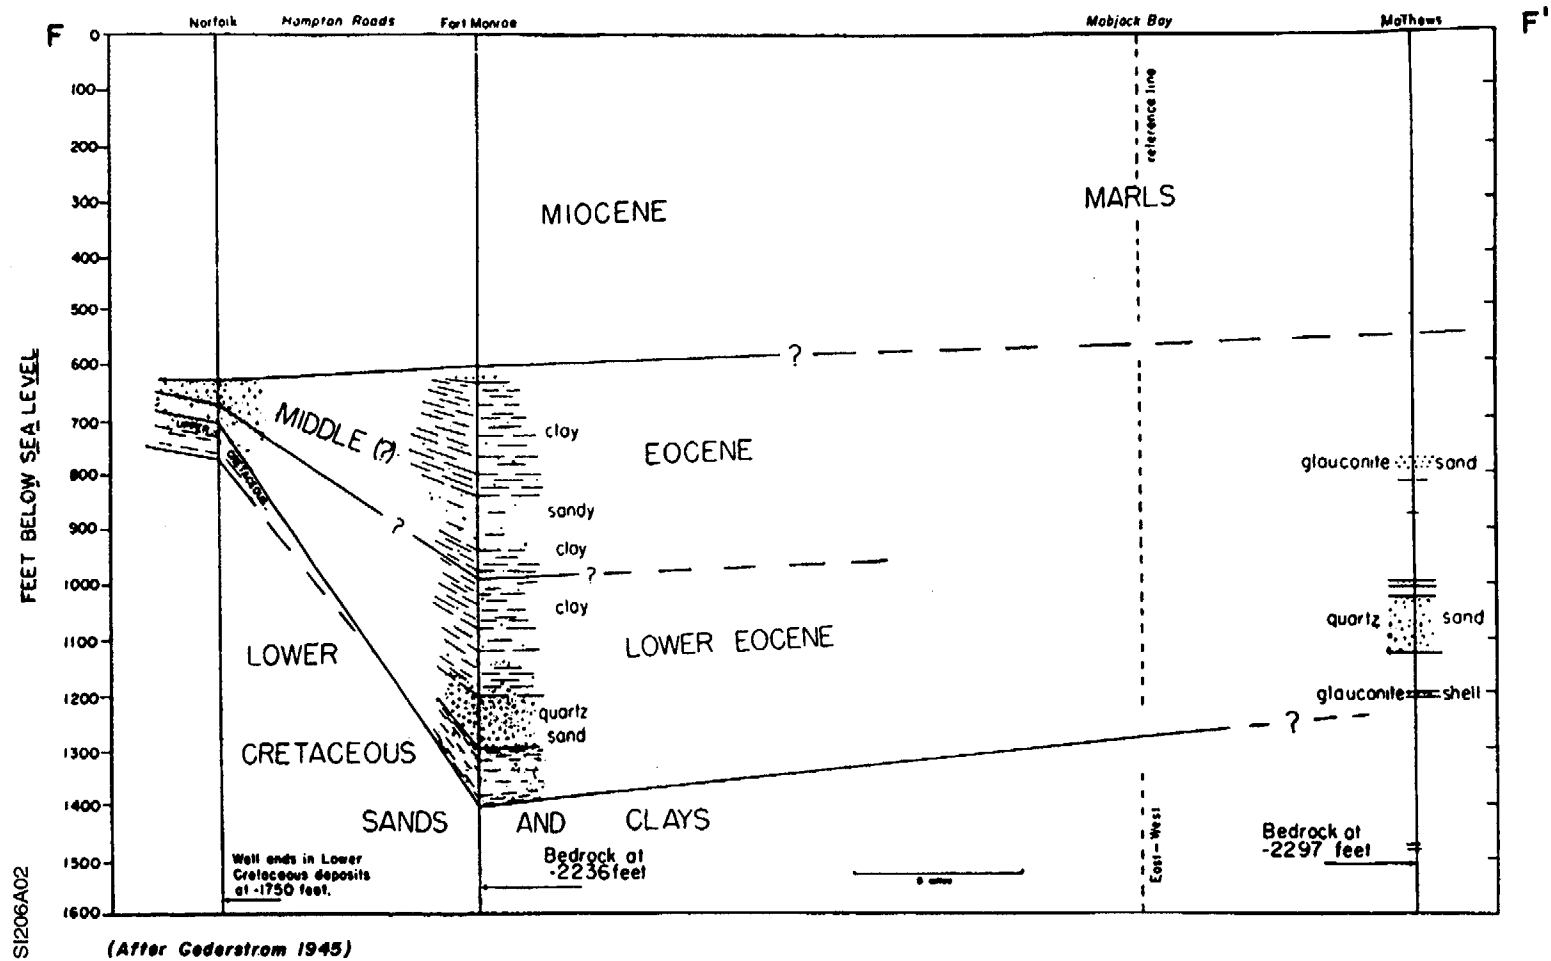 F
Norfolk
Hampton Roads
Fort Monroe
Mobjack Bay
Mathews
F'
FEET BELOW SEA LEVEL
0
100
200
300
400
500
600
700
800
900
1000
1100
1200
1300
1400
1500
1600
reference line
MIOCENE
MARLS
?
MIDDLE (?)
EOCENE
UPPER
CRETACEOUS
clay
sandy
clay
?
?
clay
glauconite sand
LOWER
LOWER EOCENE
quartz sand
glauconite shell
quartz
sand
?
CRETACEOUS
SANDS AND CLAYS
Well ends in Lower
Cretaceous deposits
at -1750 feet.
Bedrock at
-2236 feet
East-West
Bedrock at
-2297 feet
(After Cederstrom 1945)
SI206A02